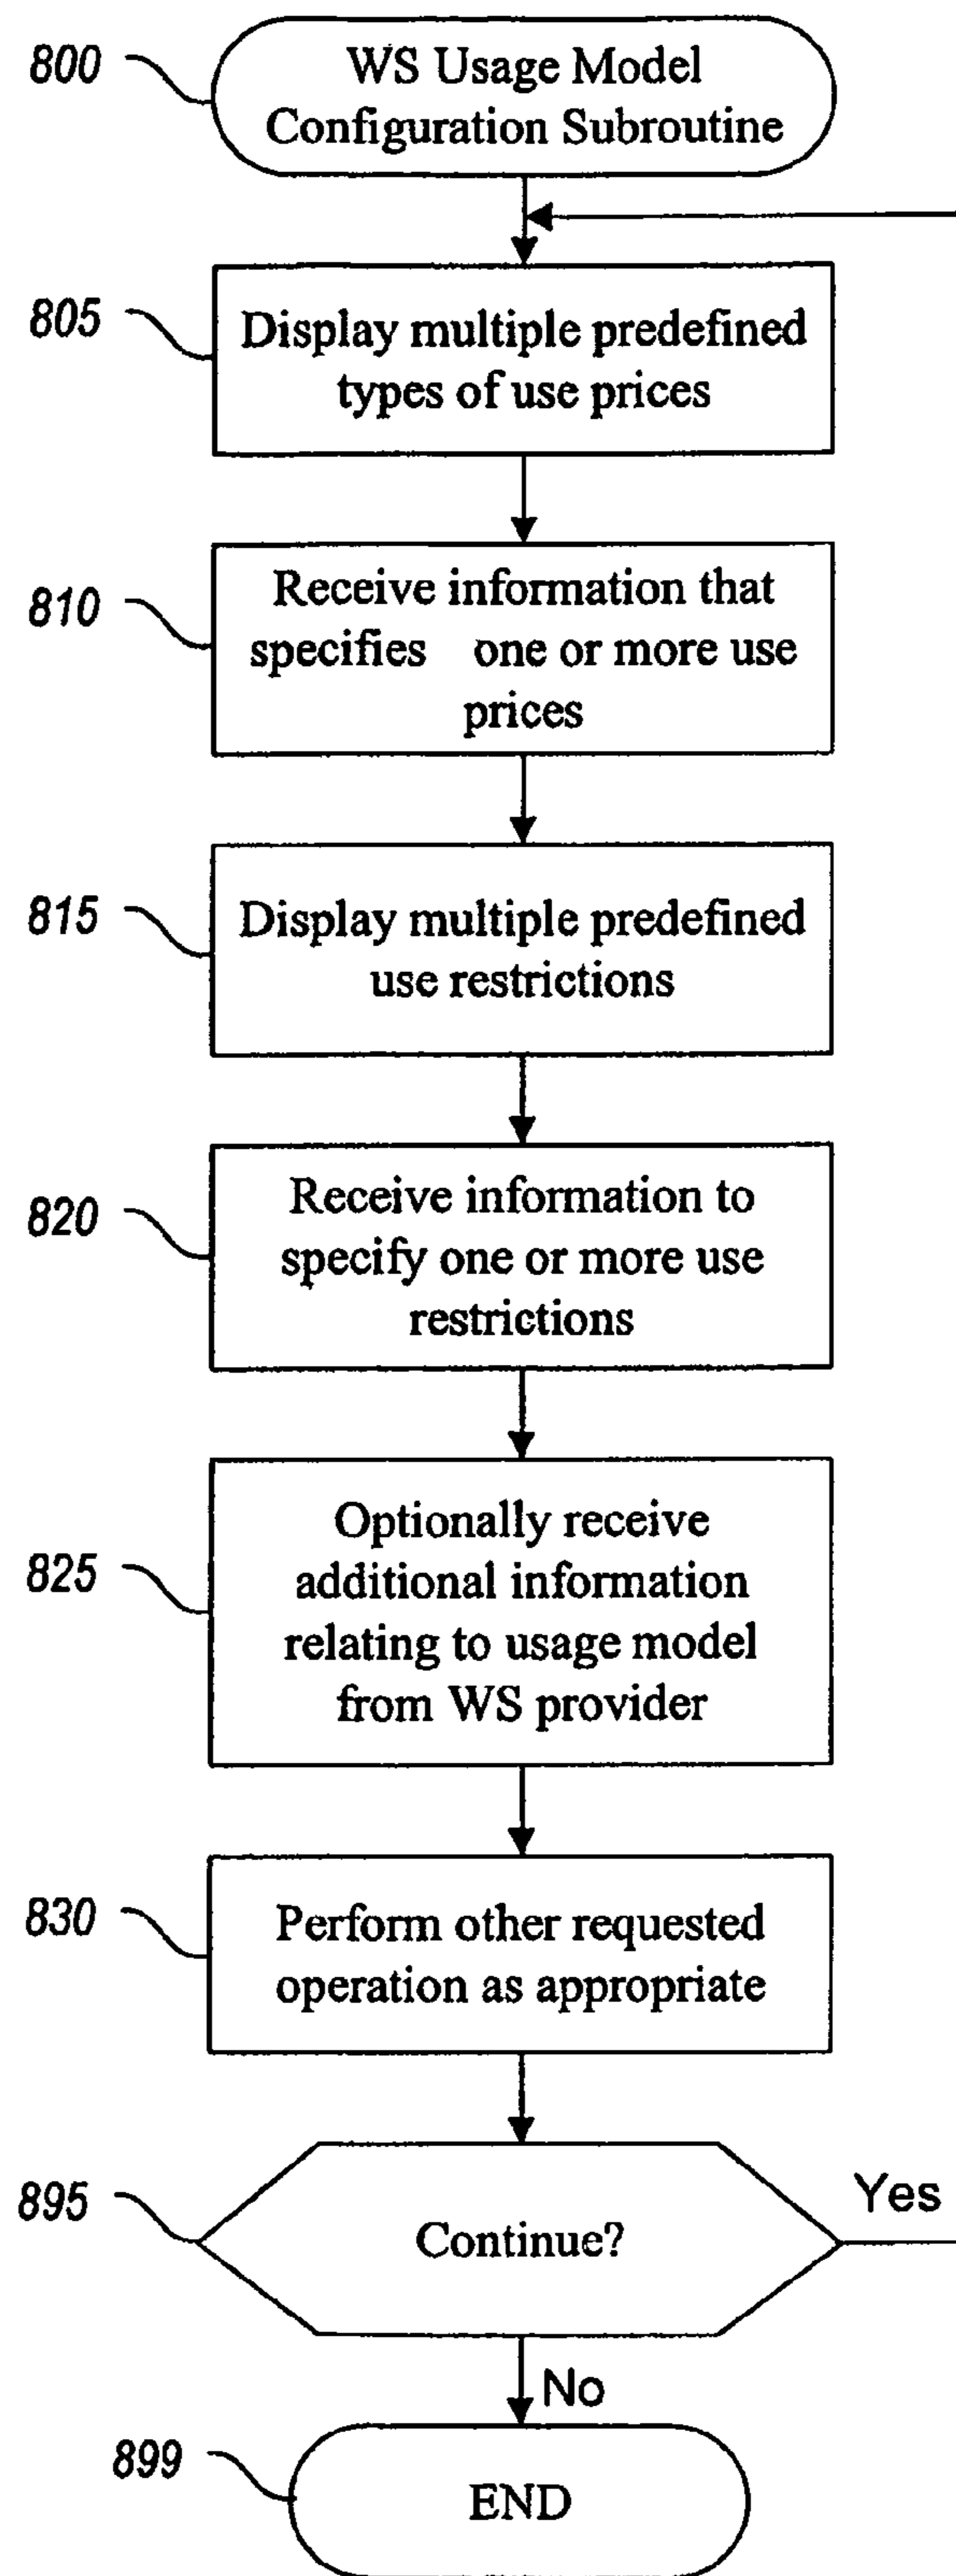 800
WS Usage Model
Configuration Subroutine
805
Display multiple predefined
types of use prices
810
Receive information that
specifies one or more use
prices
815
Display multiple predefined
use restrictions
820
Receive information to
specify one or more use
restrictions
825
Optionally receive
additional information
relating to usage model
from WS provider
830
Perform other requested
operation as appropriate
895
Continue?
Yes
No
899
END